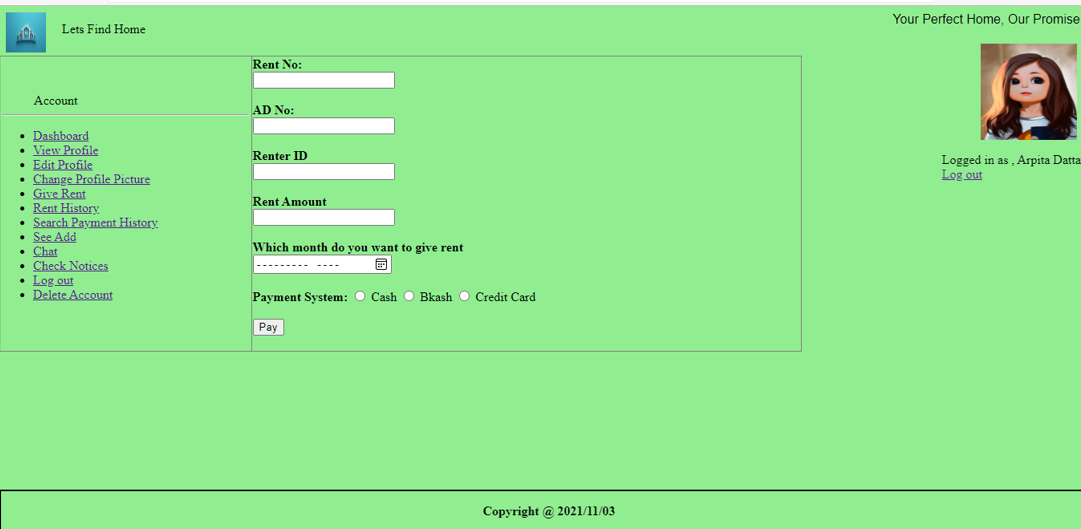 Lets Find Home
Your Perfect Home, Our Promise
Logged in as , Arpita Datta
Log out
Account
Dashboard
View Profile
Edit Profile
Change Profile Picture
Give Rent
Rent History
Search Payment History
See Add
Chat
Check Notices
Log out
Delete Account
Rent No:
AD No:
Renter ID
Rent Amount
Which month do you want to give rent
--------- ----
Payment System: Cash Bkash Credit Card
Pay
Copyright @ 2021/11/03